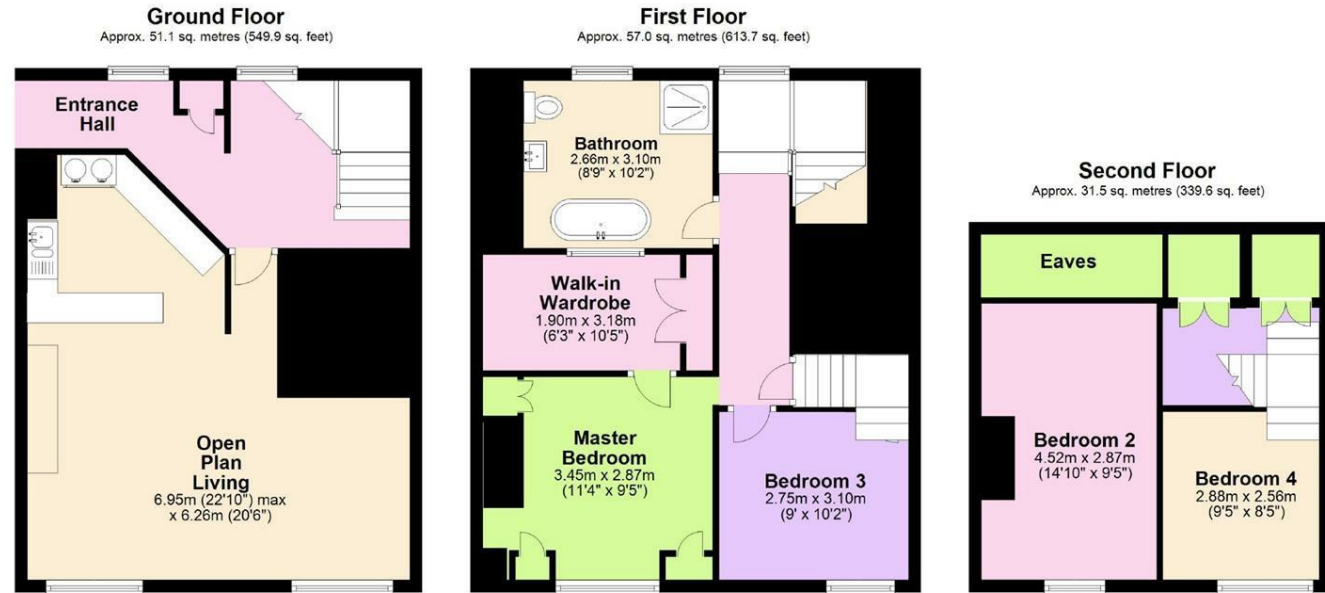 Ground Floor
Approx. 51.1 sq. metres (549.9 sq. feet)
Entrance
Hall
Open
Plan
Living
6.95m (22'10") max
x 6.26m (20'6")
First Floor
Approx. 57.0 sq. metres (613.7 sq. feet)
Bathroom
2.66m x 3.10m
(8'9" x 10'2")
Walk-in
Wardrobe
1.90m x 3.18m
(6'3" x 10'5")
Master
Bedroom
3.45m x 2.87m
(11'4" x 9'5")
Bedroom 3
2.75m x 3.10m
(9' x 10'2")
Second Floor
Approx. 31.5 sq. metres (339.6 sq. feet)
Eaves
Bedroom 2
4.52m x 2.87m
(14'10" x 9'5")
Bedroom 4
2.88m x 2.56m
(9'5" x 8'5")